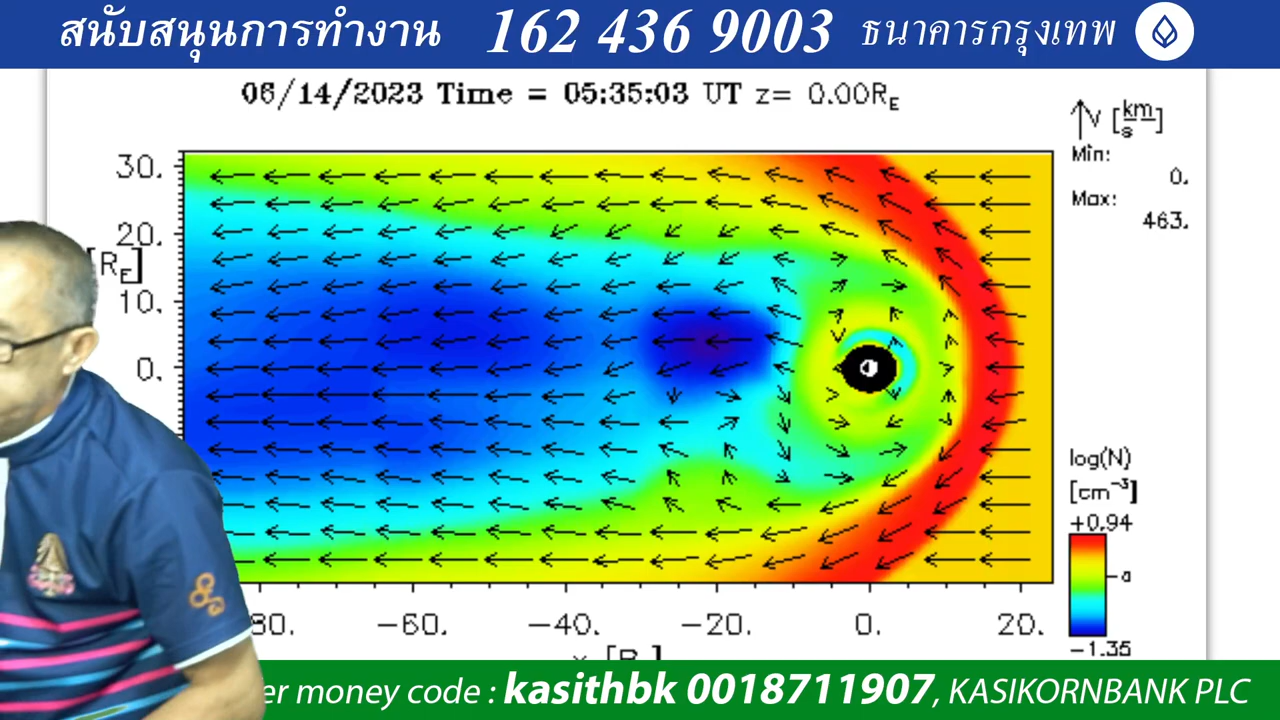 สนับสนุนการทำงาน 162 436 9003 ธนาคารกรุงเทพ
06/14/2023 Time = 05:35:03 UT z= 0.00RE
V [km/s]
Min:
0.
Max:
463.
30.
20.
[RE]
10.
0.
log(N)
[cm-3]
+0.94
-1.35
80. -60. -40. -20. 0. 20.
money code : kasithbk 0018711907, KASIKORNBANK PLC